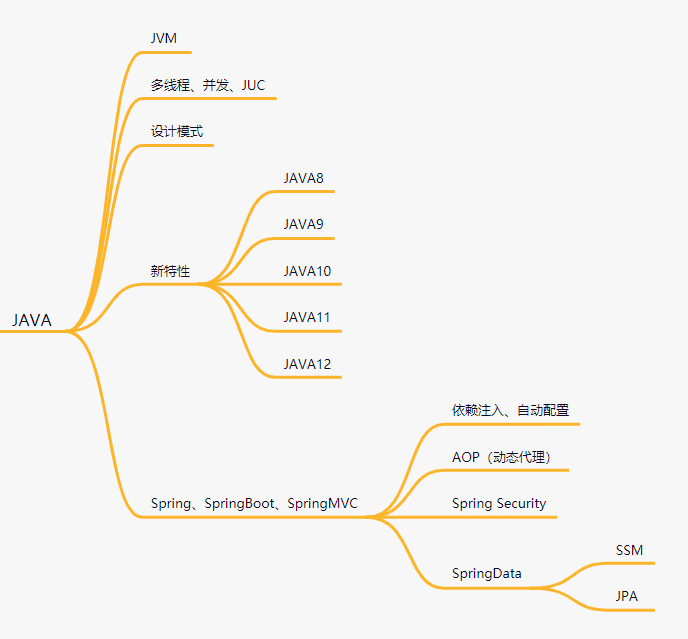 JVM
多线程、并发、JUC
设计模式
JAVA8
JAVA9
新特性
JAVA10
JAVA11
JAVA
JAVA12
依赖注入、自动配置
AOP（动态代理）
Spring、SpringBoot、SpringMVC
Spring Security
SSM
SpringData
JPA